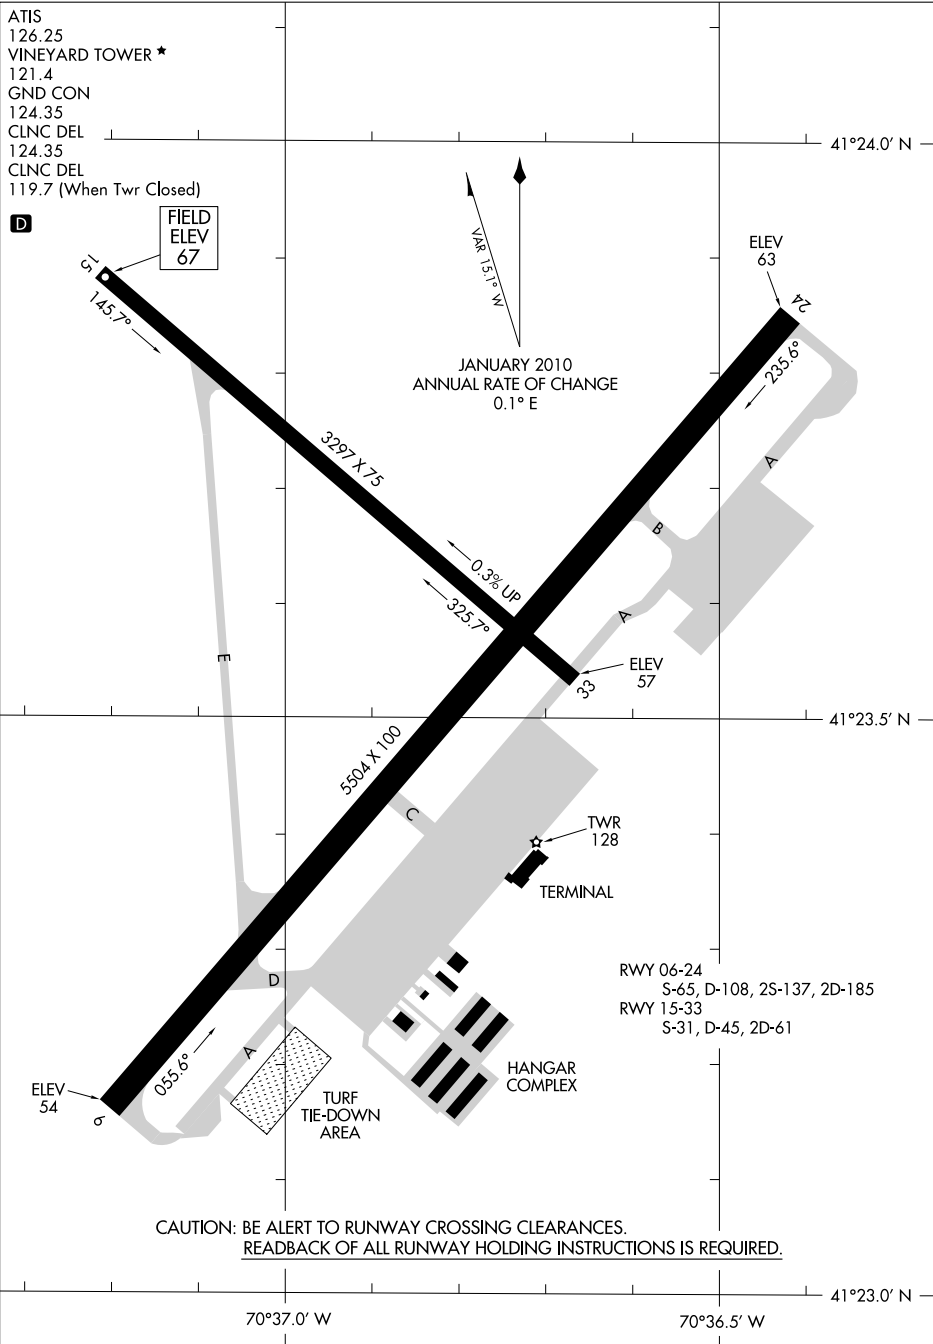 ATIS
126.25
VINEYARD TOWER ★
121.4
GND CON
124.35
CLNC DEL
124.35
CLNC DEL
119.7 (When Twr Closed)
D
FIELD
ELEV
67
15
145.7°
VAR 15.1° W
JANUARY 2010
ANNUAL RATE OF CHANGE
0.1° E
41°24.0' N
ELEV
63
24
235.6°
A
3297 X 75
B
0.3% UP
325.7°
A
E
ELEV
57
33
41°23.5' N
5504 X 100
C
TWR
128
TERMINAL
D
RWY 06-24
S-65, D-108, 2S-137, 2D-185
RWY 15-33
S-31, D-45, 2D-61
055.6°
A
HANGAR
COMPLEX
ELEV
54
6
TURF
TIE-DOWN
AREA
CAUTION: BE ALERT TO RUNWAY CROSSING CLEARANCES.
READBACK OF ALL RUNWAY HOLDING INSTRUCTIONS IS REQUIRED.
41°23.0' N
70°37.0' W
70°36.5' W